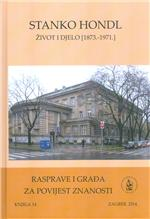 STANKO HONDL
ŽIVOT I DJELO [1873.-1971.]
RASPRAVE I GRAĐA
ZA POVIJEST ZNANOSTI
KNJIGA 14
ZAGREB, 2014.